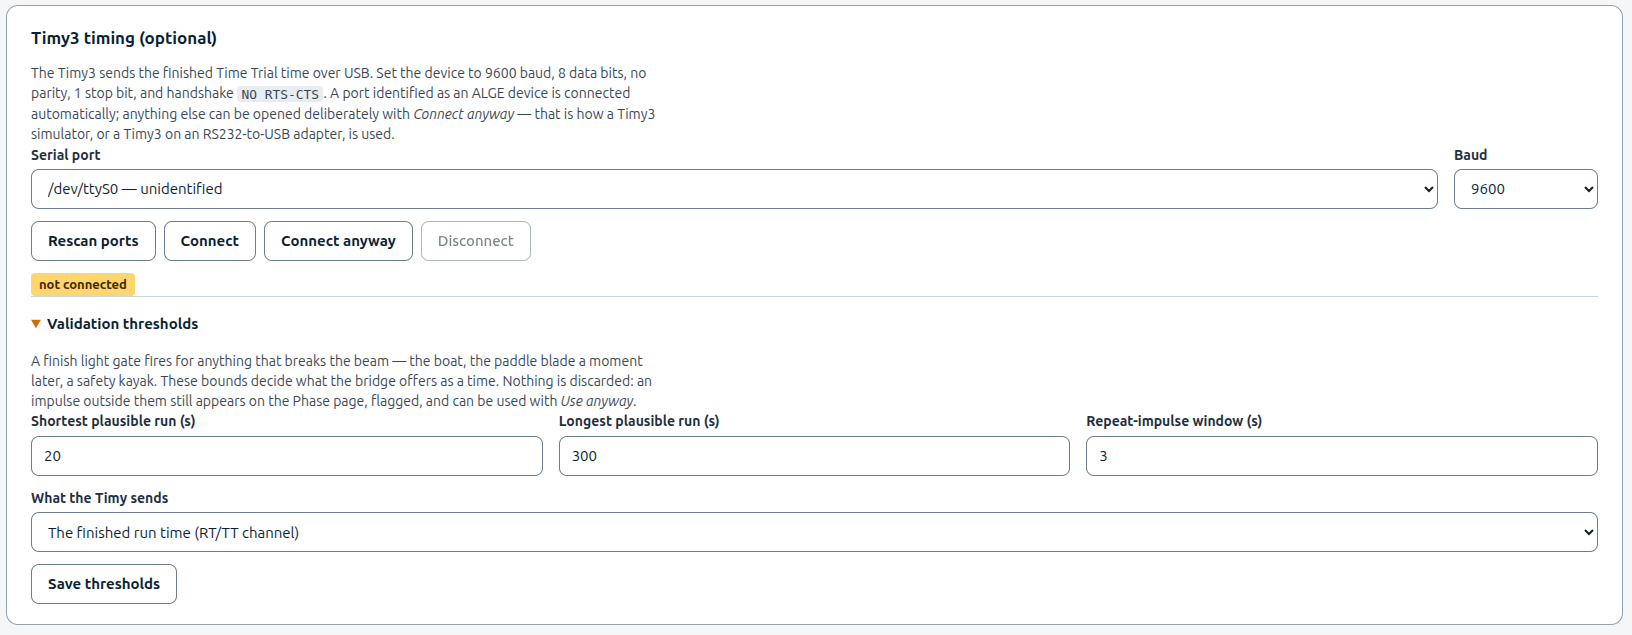 Timy3 timing (optional)
The Timy3 sends the finished Time Trial time over USB. Set the device to 9600 baud, 8 data bits, no
parity, 1 stop bit, and handshake NO RTS-CTS. A port identified as an ALGE device is connected
automatically; anything else can be opened deliberately with Connect anyway — that is how a Timy3
simulator, or a Timy3 on an RS232-to-USB adapter, is used.
Serial port
Baud
/dev/ttyS0 — unidentified
9600
Rescan ports
Connect
Connect anyway
Disconnect
not connected
Validation thresholds
A finish light gate fires for anything that breaks the beam — the boat, the paddle blade a moment
later, a safety kayak. These bounds decide what the bridge offers as a time. Nothing is discarded: an
impulse outside them still appears on the Phase page, flagged, and can be used with Use anyway.
Shortest plausible run (s)
Longest plausible run (s)
Repeat-impulse window (s)
20
300
3
What the Timy sends
The finished run time (RT/TT channel)
Save thresholds